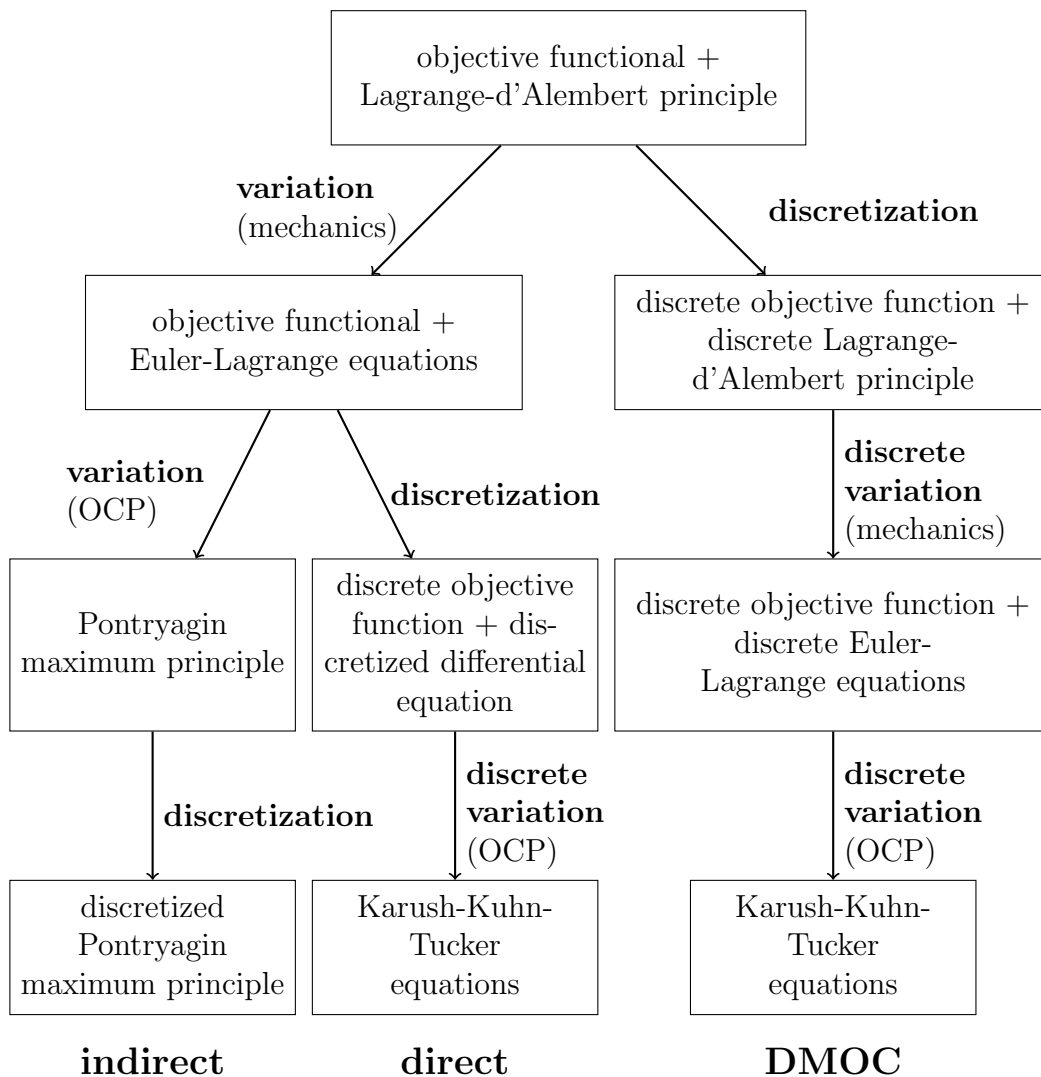 objective functional +
Lagrange-d'Alembert principle
variation
(mechanics)
discretization
objective functional +
Euler-Lagrange equations
discrete objective function +
discrete Lagrange-
d'Alembert principle
variation
(OCP)
discretization
discrete
variation
(mechanics)
Pontryagin
maximum principle
discrete objective
function + dis-
cretized differential
equation
discrete objective function +
discrete Euler-
Lagrange equations
discretization
discrete
variation
(OCP)
discrete
variation
(OCP)
discretized
Pontryagin
maximum principle
Karush-Kuhn-
Tucker
equations
Karush-Kuhn-
Tucker
equations
indirect
direct
DMOC